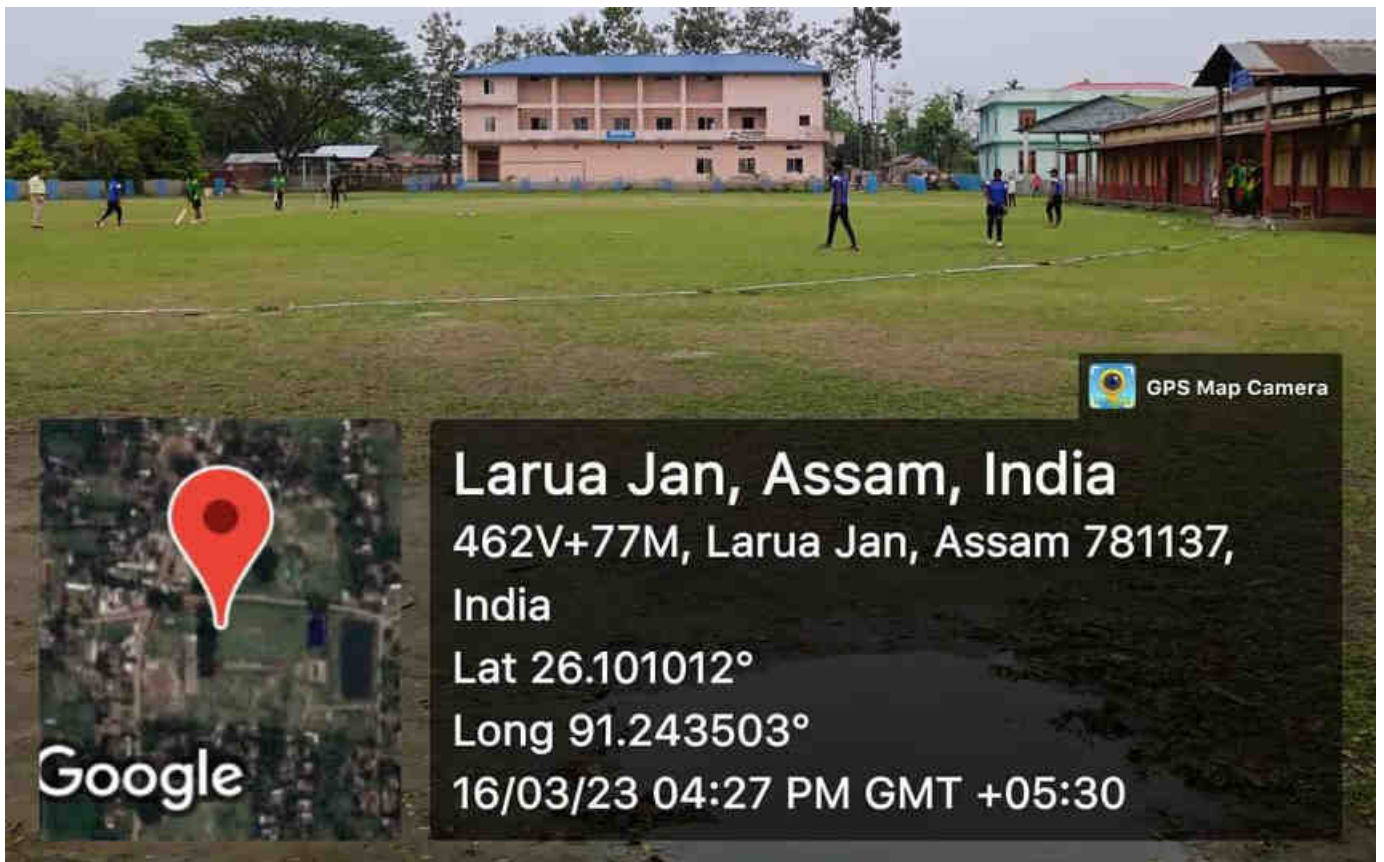 GPS Map Camera
Larua Jan, Assam, India
462V+77M, Larua Jan, Assam 781137,
India
Lat 26.101012°
Long 91.243503°
16/03/23 04:27 PM GMT +05:30
Google